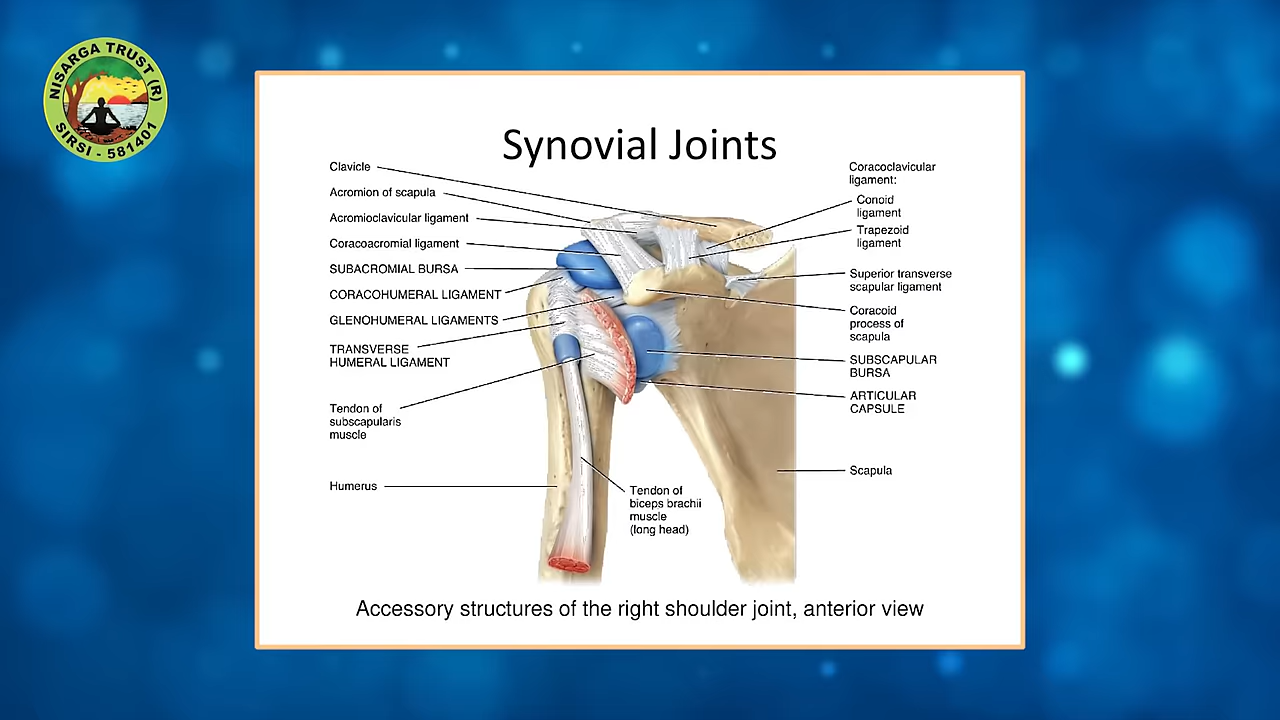 NISARGA TRUST (R)
SIRSI - 581401
Synovial Joints
Clavicle
Acromion of scapula
Acromioclavicular ligament
Coracoacromial ligament
SUBACROMIAL BURSA
CORACOHUMERAL LIGAMENT
GLENOHUMERAL LIGAMENTS
TRANSVERSE
HUMERAL LIGAMENT
Tendon of
subscapularis
muscle
Humerus
Tendon of
biceps brachii
muscle
(long head)
Coracoclavicular
ligament:
Conoid
ligament
Trapezoid
ligament
Superior transverse
scapular ligament
Coracoid
process of
scapula
SUBSCAPULAR
BURSA
ARTICULAR
CAPSULE
Scapula
Accessory structures of the right shoulder joint, anterior view